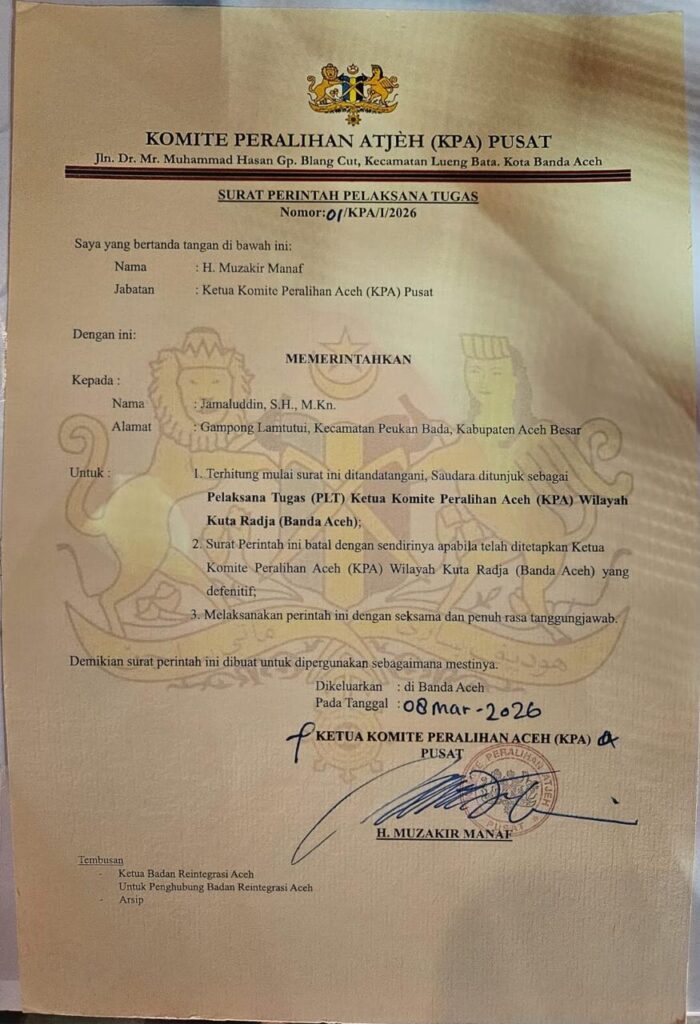 KOMITE PERALIHAN ATJÈH (KPA) PUSAT
Jln. Dr. Mr. Muhammad Hasan Gp. Blang Cut, Kecamatan Lueng Bata. Kota Banda Aceh
SURAT PERINTAH PELAKSANA TUGAS
Nomor:01/KPA/I/2026
Saya yang bertanda tangan di bawah ini:
Nama : H. Muzakir Manaf
Jabatan : Ketua Komite Peralihan Aceh (KPA) Pusat
Dengan ini:
MEMERINTAHKAN
Kepada :
Nama : Jamaluddin, S.H., M.Kn.
Alamat : Gampong Lamtutui, Kecamatan Peukan Bada, Kabupaten Aceh Besar
Untuk : 1. Terhitung mulai surat ini ditandatangani, Saudara ditunjuk sebagai
Pelaksana Tugas (PLT) Ketua Komite Peralihan Aceh (KPA) Wilayah
Kuta Radja (Banda Aceh);
2. Surat Perintah ini batal dengan sendirinya apabila telah ditetapkan Ketua
Komite Peralihan Aceh (KPA) Wilayah Kuta Radja (Banda Aceh) yang
defenitif;
3. Melaksanakan perintah ini dengan seksama dan penuh rasa tanggungjawab.
Demikian surat perintah ini dibuat untuk dipergunakan sebagaimana mestinya.
Dikeluarkan : di Banda Aceh
Pada Tanggal : 08 Mar - 2026
KETUA KOMITE PERALIHAN ACEH (KPA)
PUSAT
PERALIHAN ATJEH
PUSAT
H. MUZAKIR MANAF
Tembusan
- Ketua Badan Reintegrasi Aceh
Untuk Penghubung Badan Reintegrasi Aceh
- Arsip